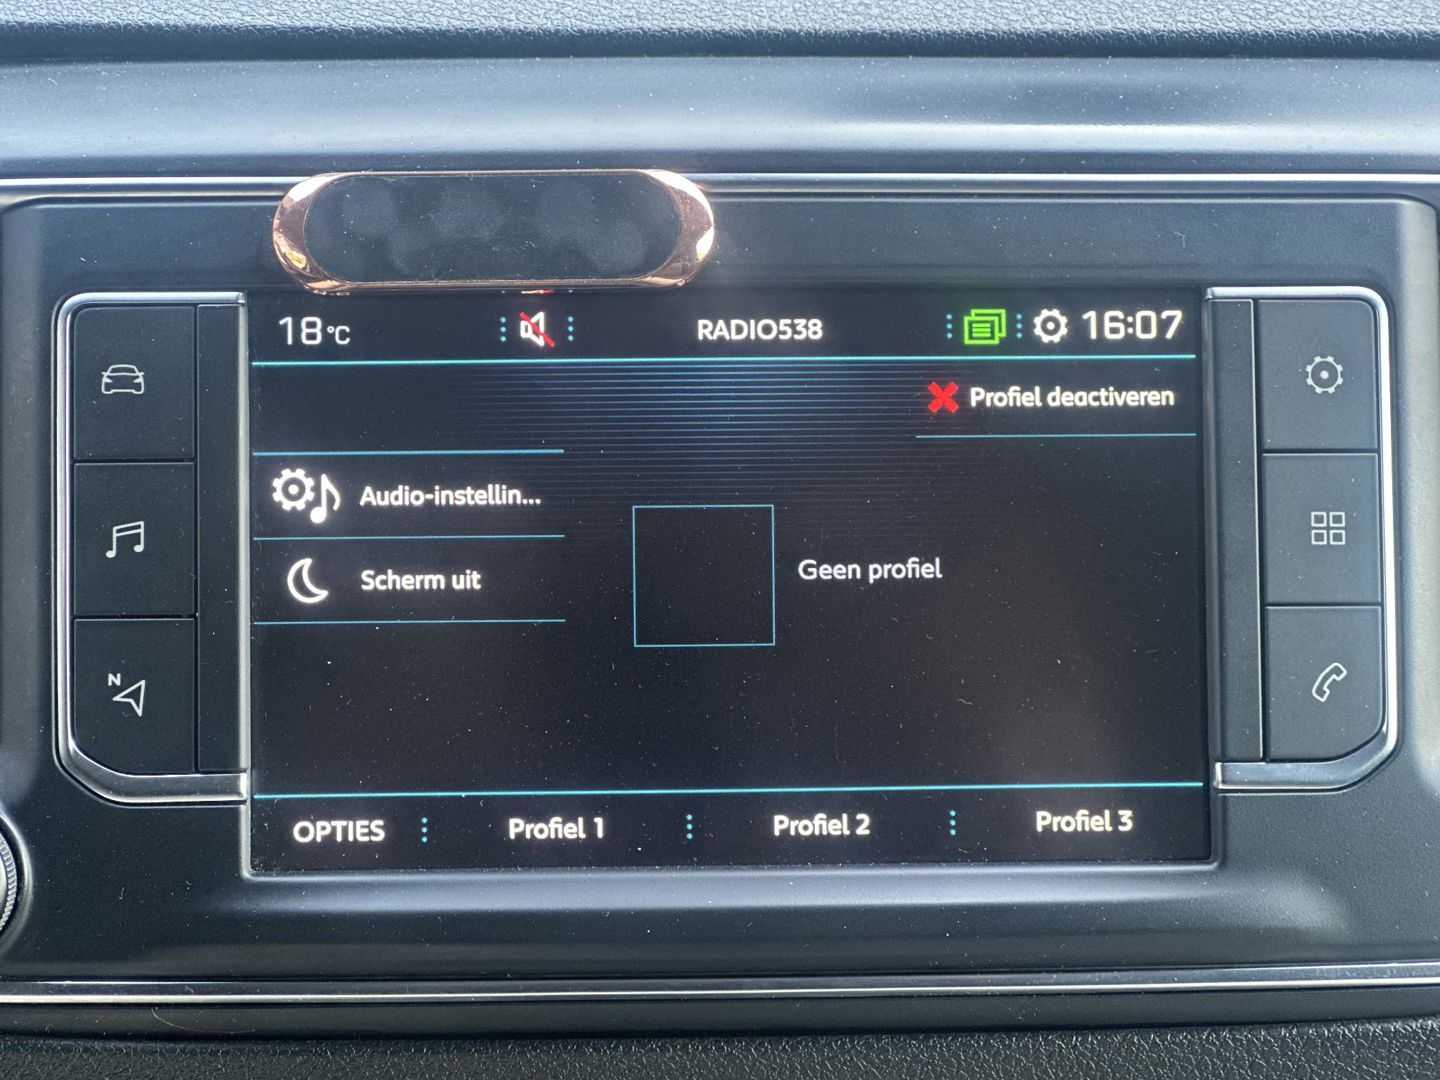 18°C
RADIO538
16:07
Profiel deactiveren
Audio-instellin...
Scherm uit
Geen profiel
N
OPTIES
Profiel 1
Profiel 2
Profiel 3